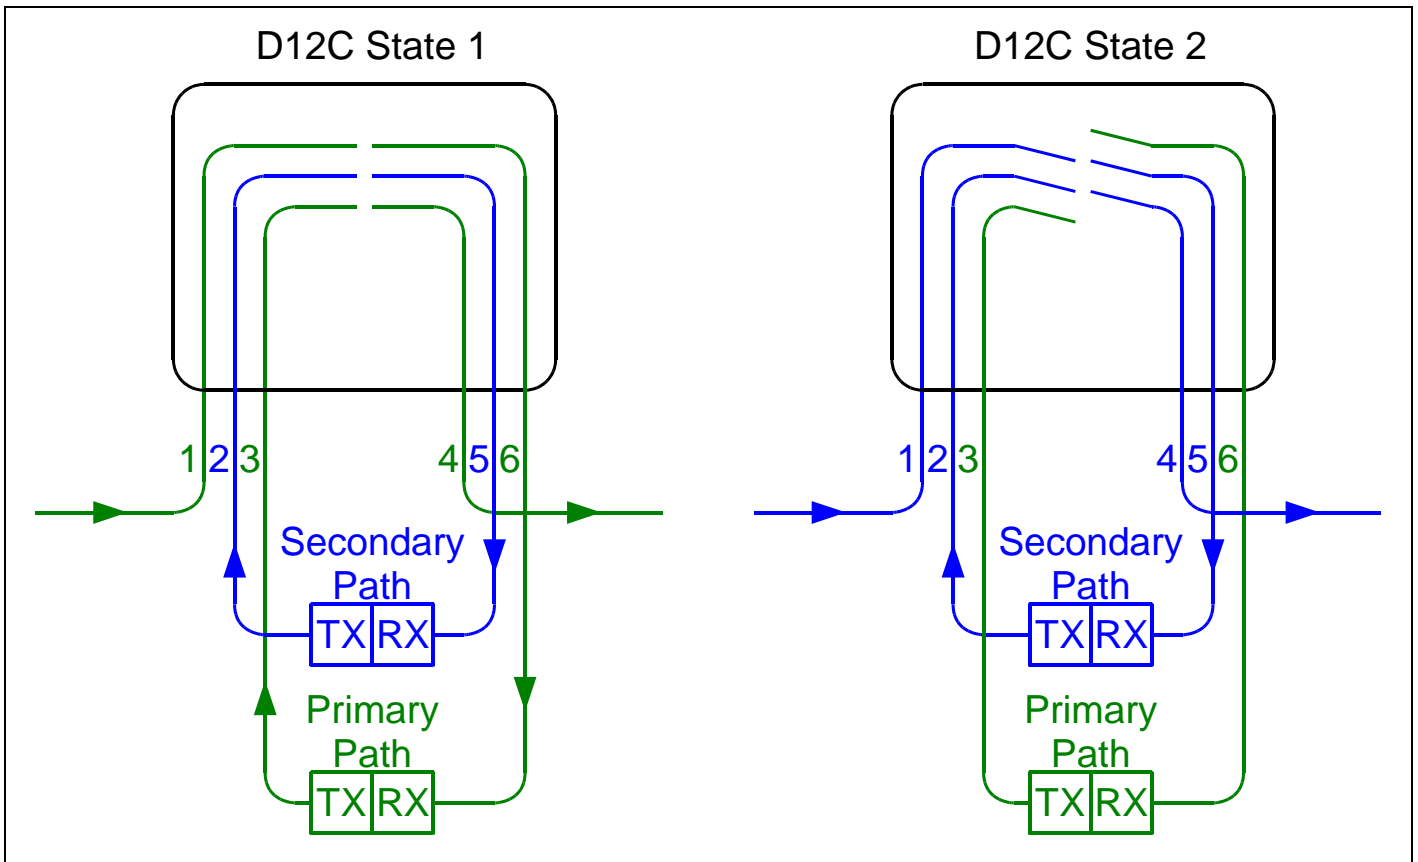 D12C State 1
1 2 3
4 5 6
Secondary
Path
TX RX
Primary
Path
TX RX
D12C State 2
1 2 3
4 5 6
Secondary
Path
TX RX
Primary
Path
TX RX